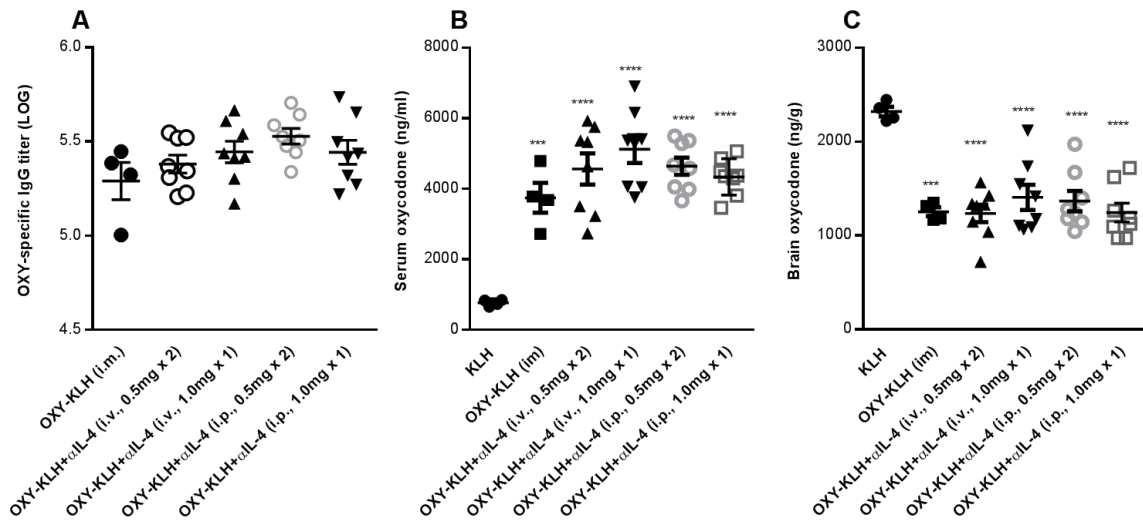 A
OXY-specific IgG titer (LOG)
6.0
5.5
5.0
4.5
OXY-KLH (i.m.)
OXY-KLH+αIL-4 (i.v., 0.5mg x 2)
OXY-KLH+αIL-4 (i.v., 1.0mg x 1)
OXY-KLH+αIL-4 (i.p., 0.5mg x 2)
OXY-KLH+αIL-4 (i.p., 1.0mg x 1)
B
Serum oxycodone (ng/ml)
8000
6000
4000
2000
0
***
****
****
****
****
KLH
OXY-KLH (im)
OXY-KLH+αIL-4 (i.v., 0.5mg x 2)
OXY-KLH+αIL-4 (i.v., 1.0mg x 1)
OXY-KLH+αIL-4 (i.p., 0.5mg x 2)
OXY-KLH+αIL-4 (i.p., 1.0mg x 1)
C
Brain oxycodone (ng/g)
3000
2000
1000
0
***
****
****
****
****
KLH
OXY-KLH (im)
OXY-KLH+αIL-4 (i.v., 0.5mg x 2)
OXY-KLH+αIL-4 (i.v., 1.0mg x 1)
OXY-KLH+αIL-4 (i.p., 0.5mg x 2)
OXY-KLH+αIL-4 (i.p., 1.0mg x 1)